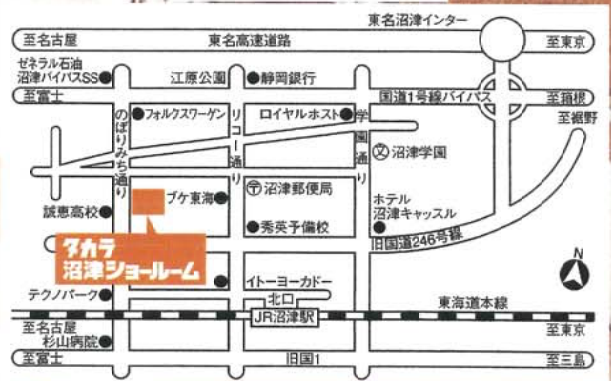 東名沼津インター
至名古屋
東名高速道路
至東京
ゼネラル石油
沼津バイパスSS
江原公園
静岡銀行
至富士
国道1号線バイパス
至箱根
至裾野
のぼりみち通り
フォルクスワーゲン
リコー通り
ロイヤルホスト
学園通り
文 沼津学園
〒沼津郵便局
ブケ東海
誠恵高校
ホテル
沼津キャッスル
秀英予備校
旧国道246号線
タカラ
沼津ショールーム
N
テクノパーク
イトーヨーカドー
北口
JR沼津駅
東海道本線
至名古屋
至東京
杉山病院
至富士
旧国1
至三島